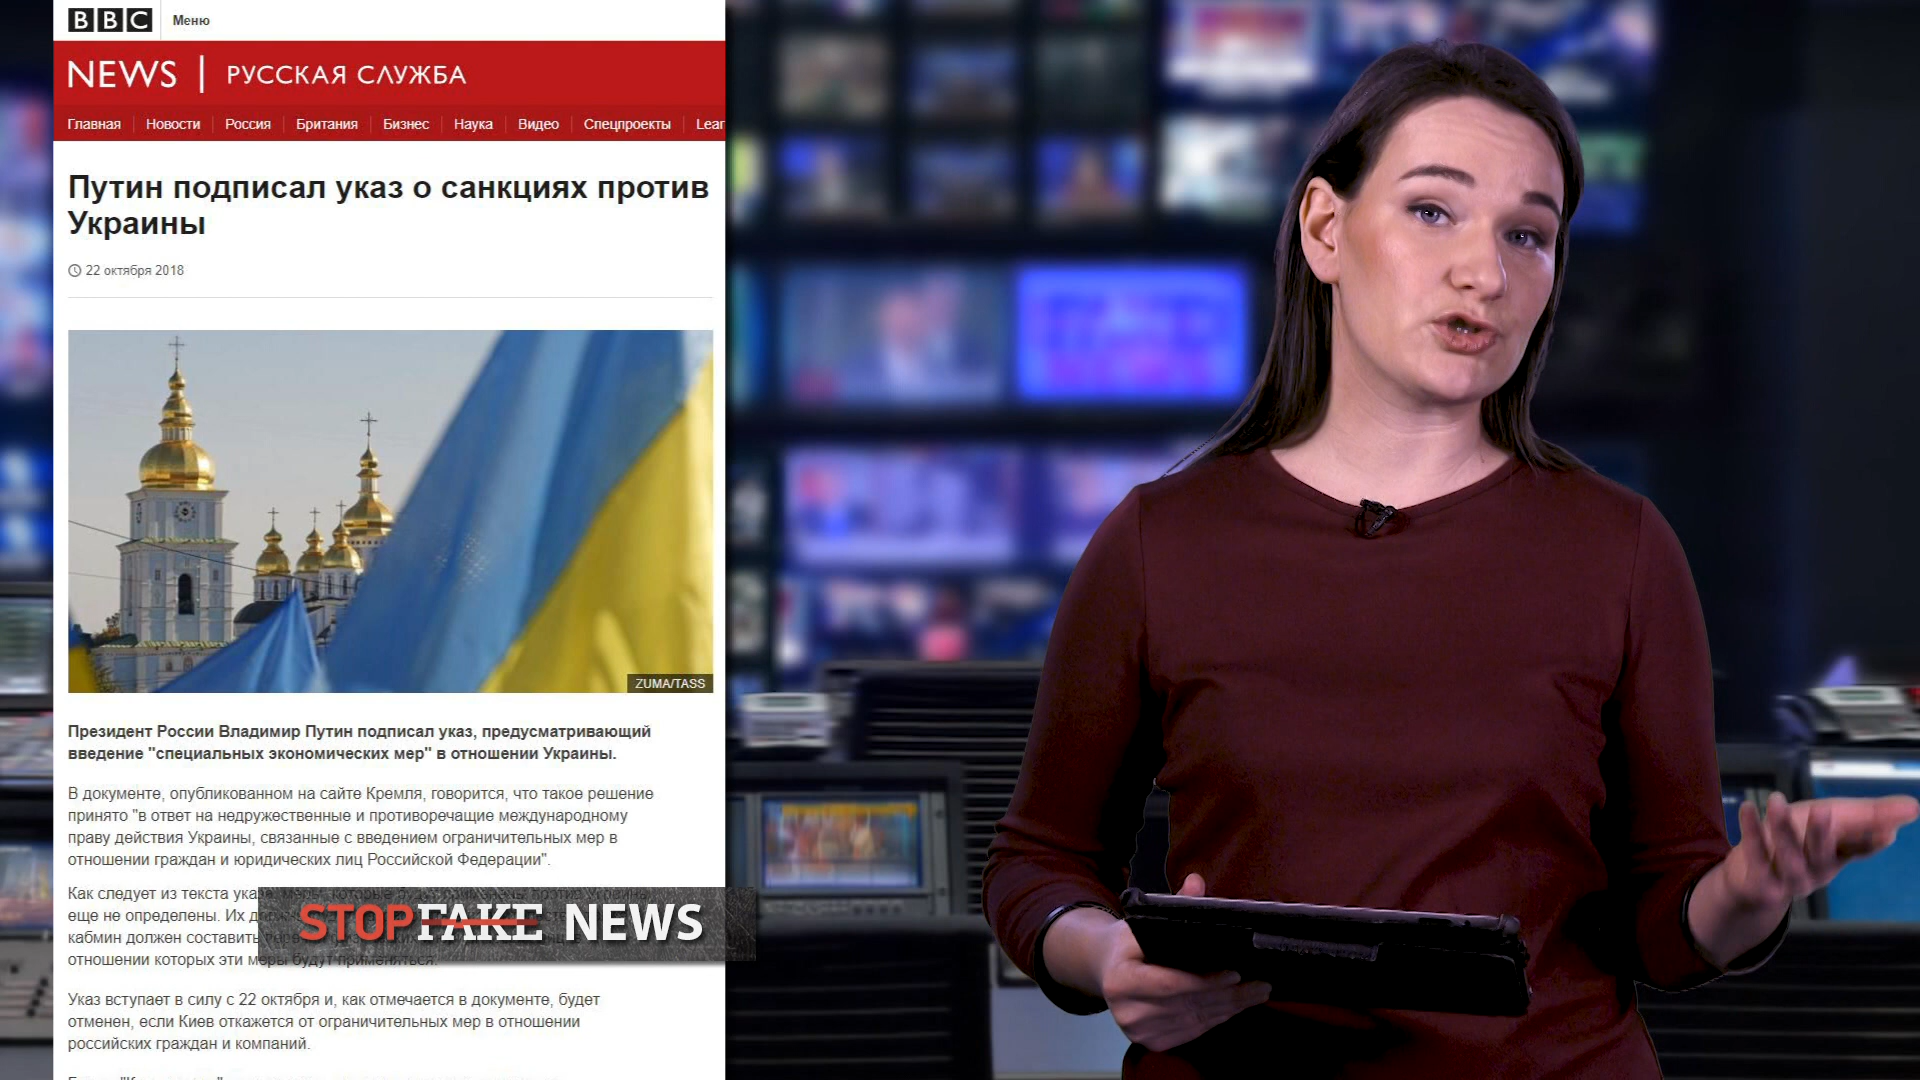 BBC Меню
NEWS | РУССКАЯ СЛУЖБА
Главная Новости Россия Британия Бизнес Наука Видео Спецпроекты Lear
Путин подписал указ о санкциях против
Украины
22 октября 2018
ZUMA/TASS
Президент России Владимир Путин подписал указ, предусматривающий
введение "специальных экономических мер" в отношении Украины.
В документе, опубликованном на сайте Кремля, говорится, что такое решение
принято "в ответ на недружественные и противоречащие международному
праву действия Украины, связанные с введением ограничительных мер в
отношении граждан и юридических лиц Российской Федерации".
Как следует из текста
еще не определены. Их
кабмин должен составить
отношении которых эти меры будут применяться.
STOPFAKE NEWS
Указ вступает в силу с 22 октября и, как отмечается в документе, будет
отменен, если Киев откажется от ограничительных мер в отношении
российских граждан и компаний.